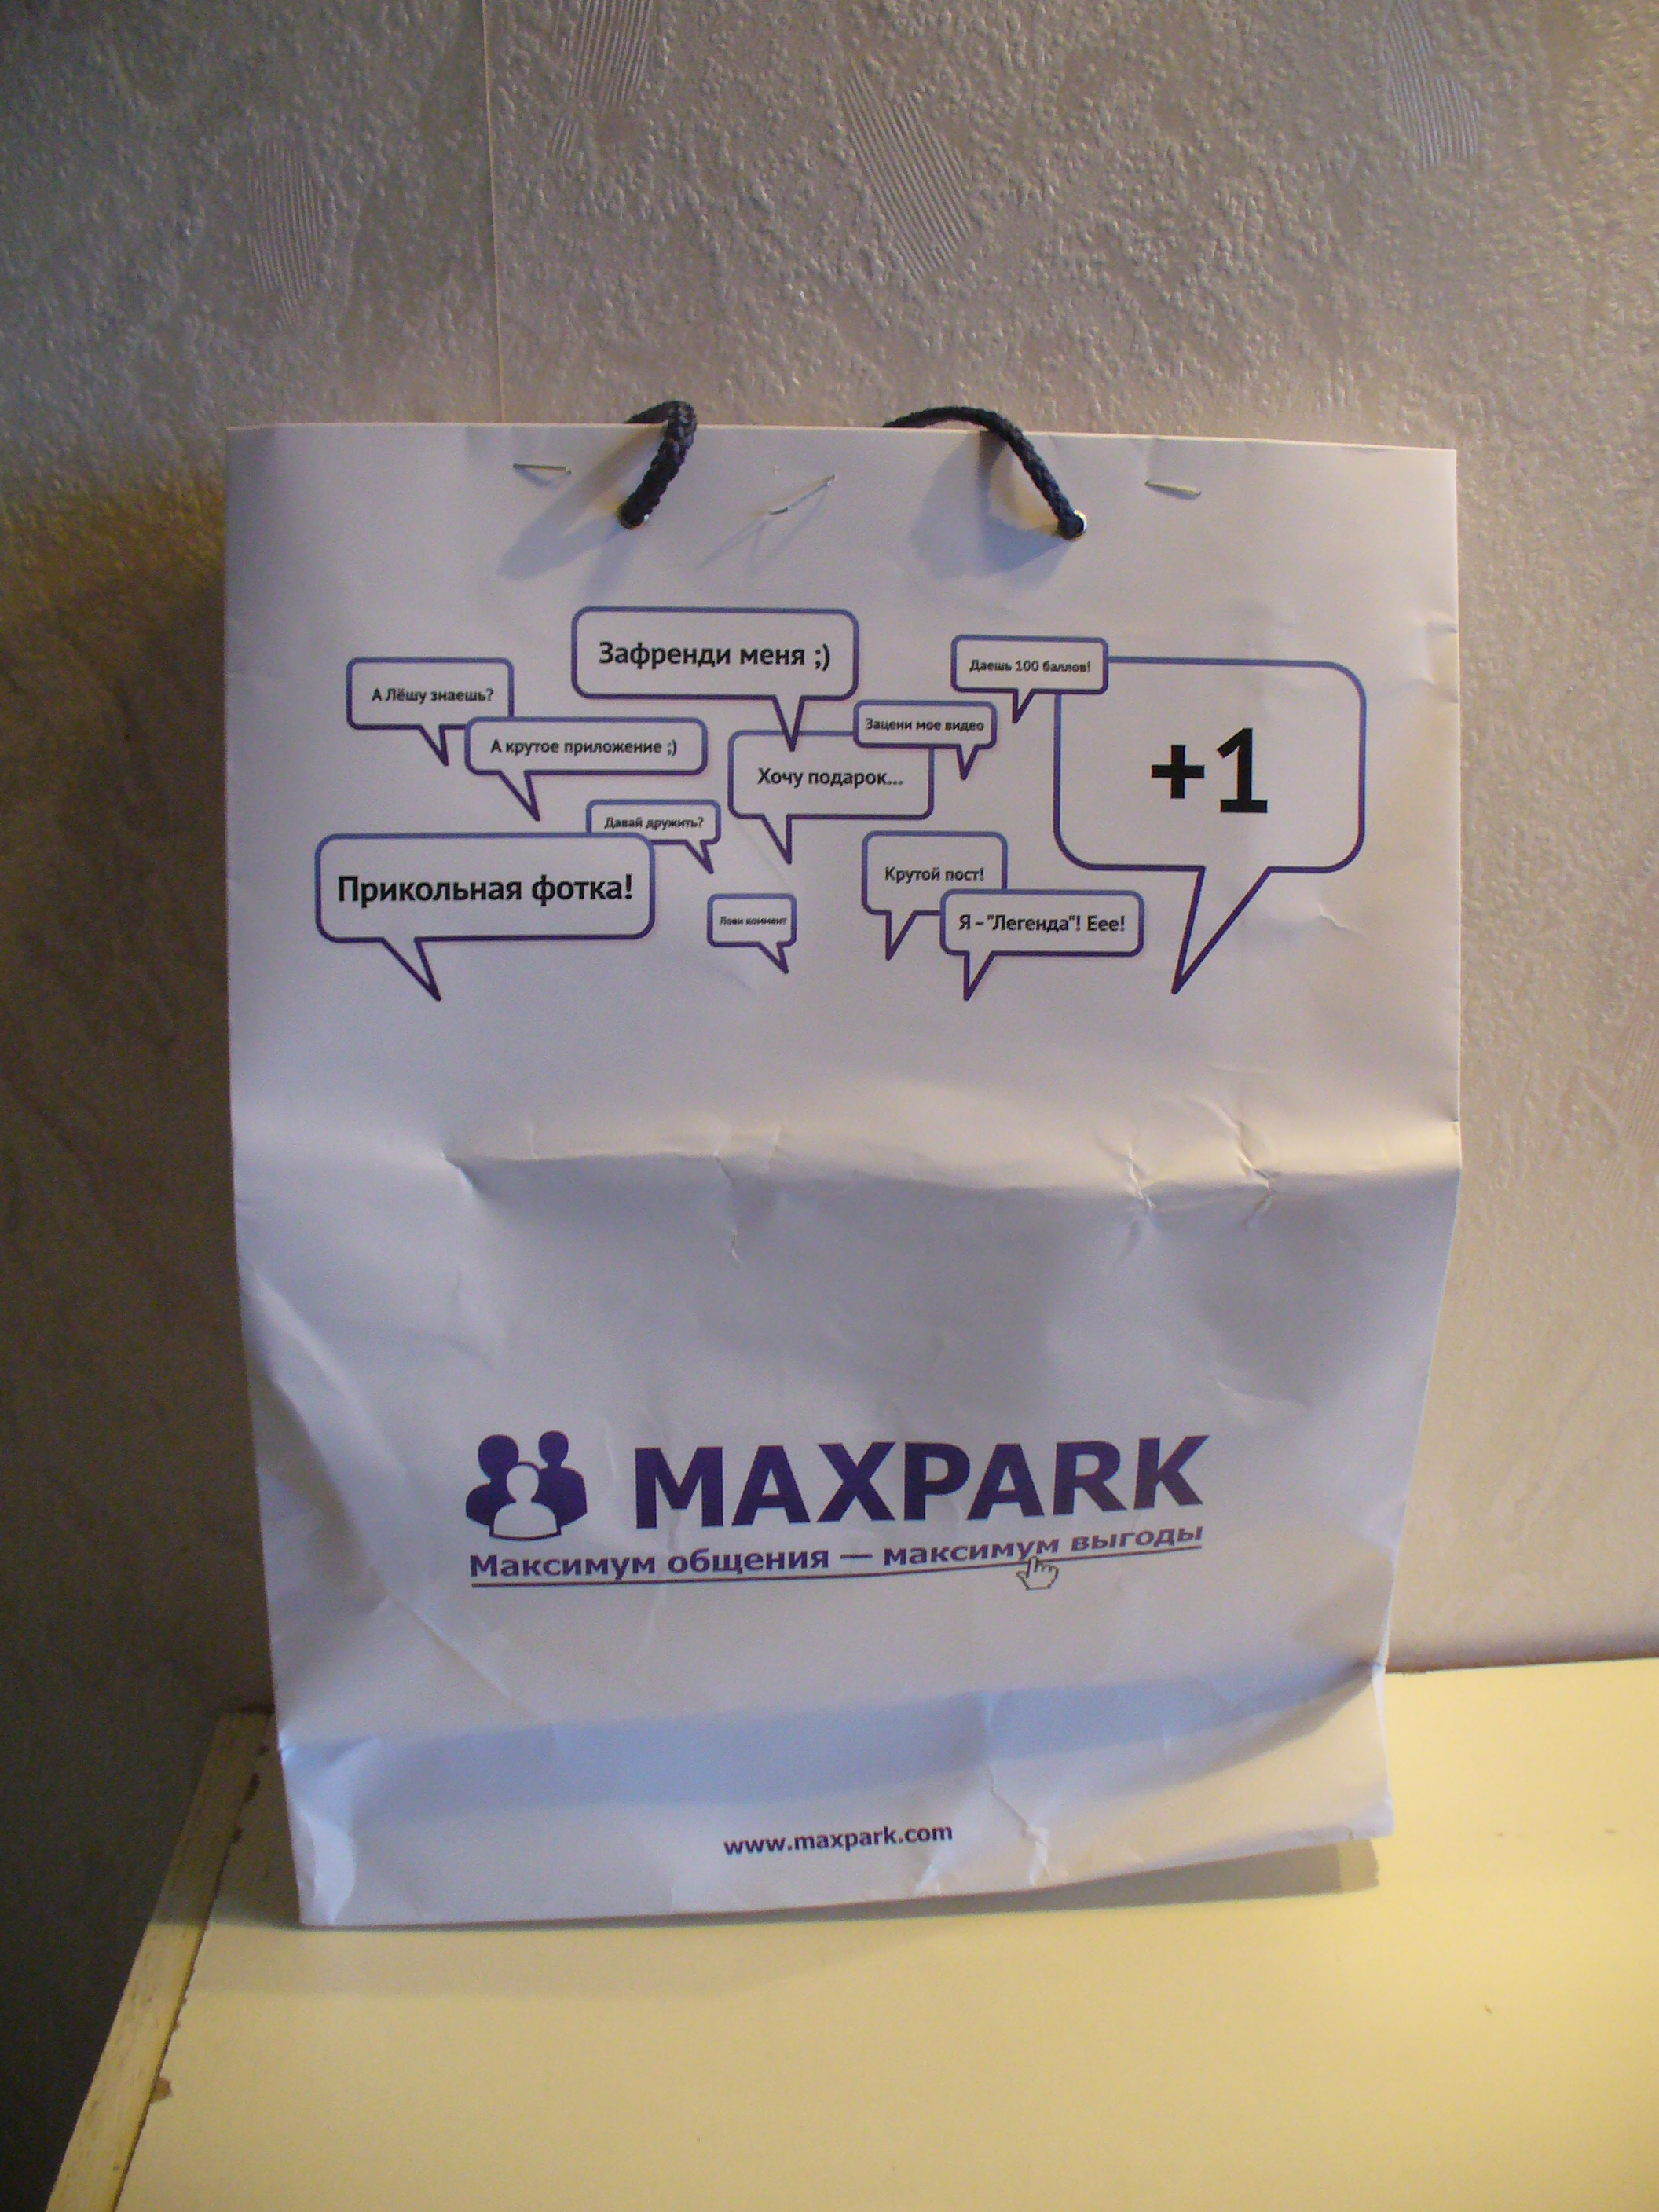 Зафренди меня ;)
Даешь 100 баллов!
А Лёшу знаешь?
Зацени мое видео
А крутое приложение ;)
Хочу подарок...
+1
Давай дружить?
Крутой пост!
Прикольная фотка!
Лови коммент
Я - "Легенда"! Еее!
MAXPARK
Максимум общения — максимум выгоды
www.maxpark.com